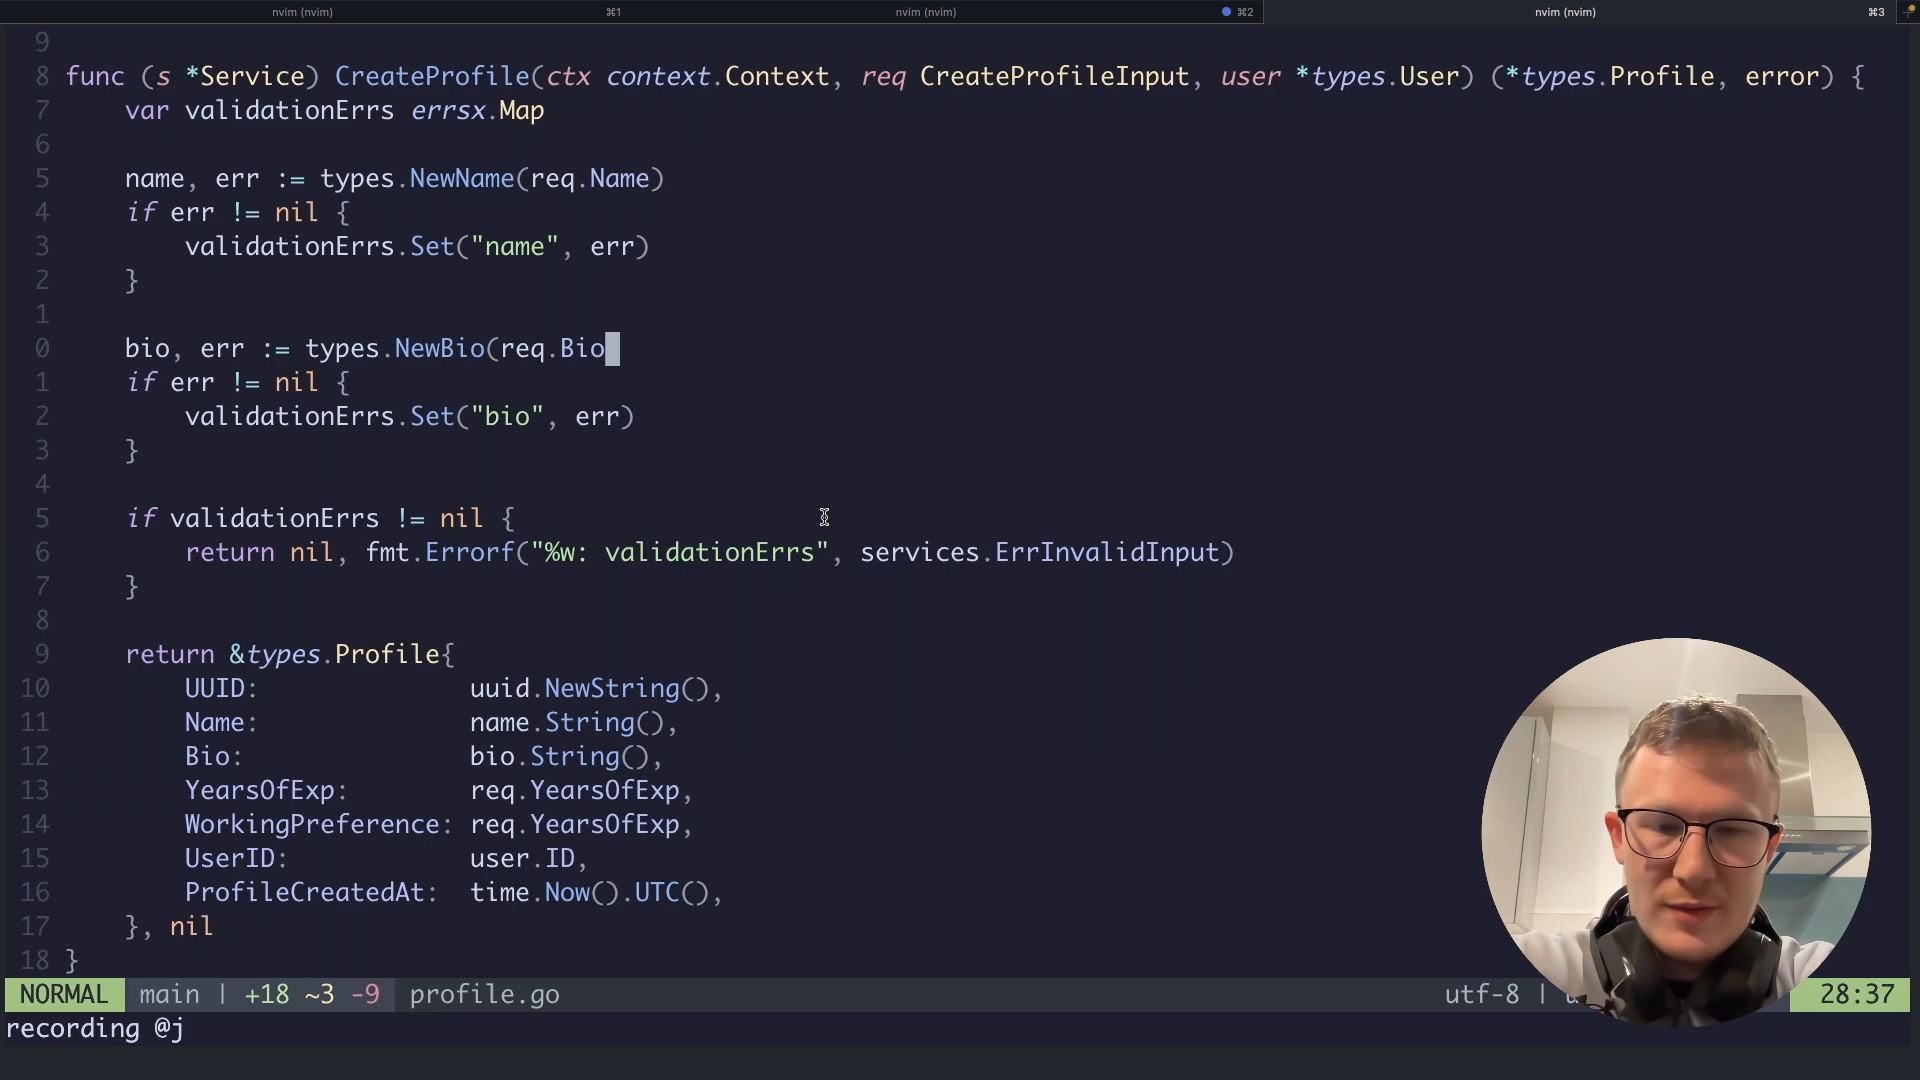 nvim (nvim) ⌘1 nvim (nvim) ⌘2 nvim (nvim) ⌘3
9
8 func (s *Service) CreateProfile(ctx context.Context, req CreateProfileInput, user *types.User) (*types.Profile, error) {
7     var validationErrs errsx.Map
6
5     name, err := types.NewName(req.Name)
4     if err != nil {
3         validationErrs.Set("name", err)
2     }
1
0     bio, err := types.NewBio(req.Bio
1     if err != nil {
2         validationErrs.Set("bio", err)
3     }
4
5     if validationErrs != nil {
6         return nil, fmt.Errorf("%w: validationErrs", services.ErrInvalidInput)
7     }
8
9     return &types.Profile{
10         UUID:              uuid.NewString(),
11         Name:              name.String(),
12         Bio:               bio.String(),
13         YearsOfExp:        req.YearsOfExp,
14         WorkingPreference: req.YearsOfExp,
15         UserID:            user.ID,
16         ProfileCreatedAt:  time.Now().UTC(),
17     }, nil
18 }
NORMAL main | +18 ~3 -9 profile.go utf-8 | 28:37
recording @j